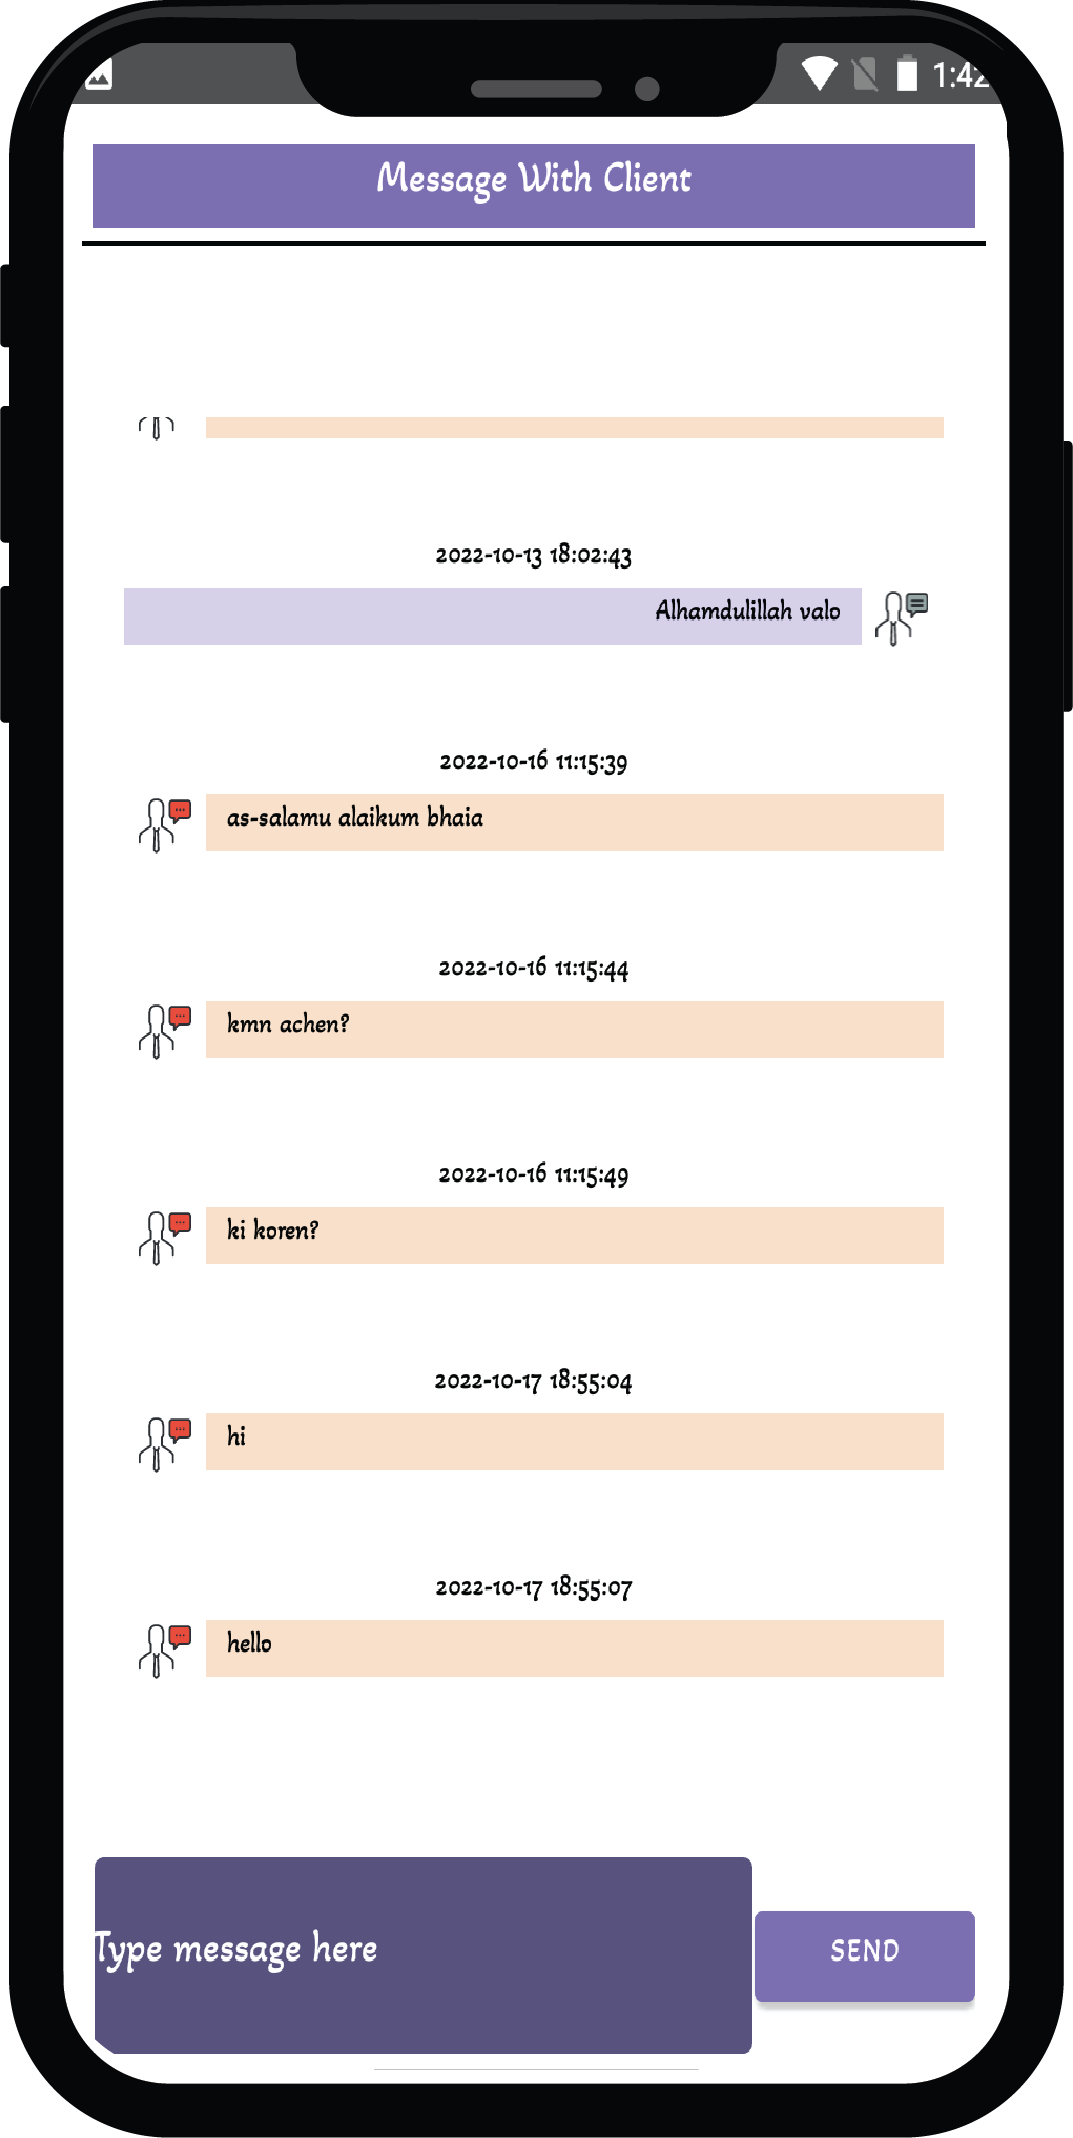 1:42
Message With Client
2022-10-13 18:02:43
Alhamdulillah valo
2022-10-16 11:15:39
as-salamu alaikum bhaia
2022-10-16 11:15:44
kmn achen?
2022-10-16 11:15:49
ki koren?
2022-10-17 18:55:04
hi
2022-10-17 18:55:07
hello
Type message here
SEND